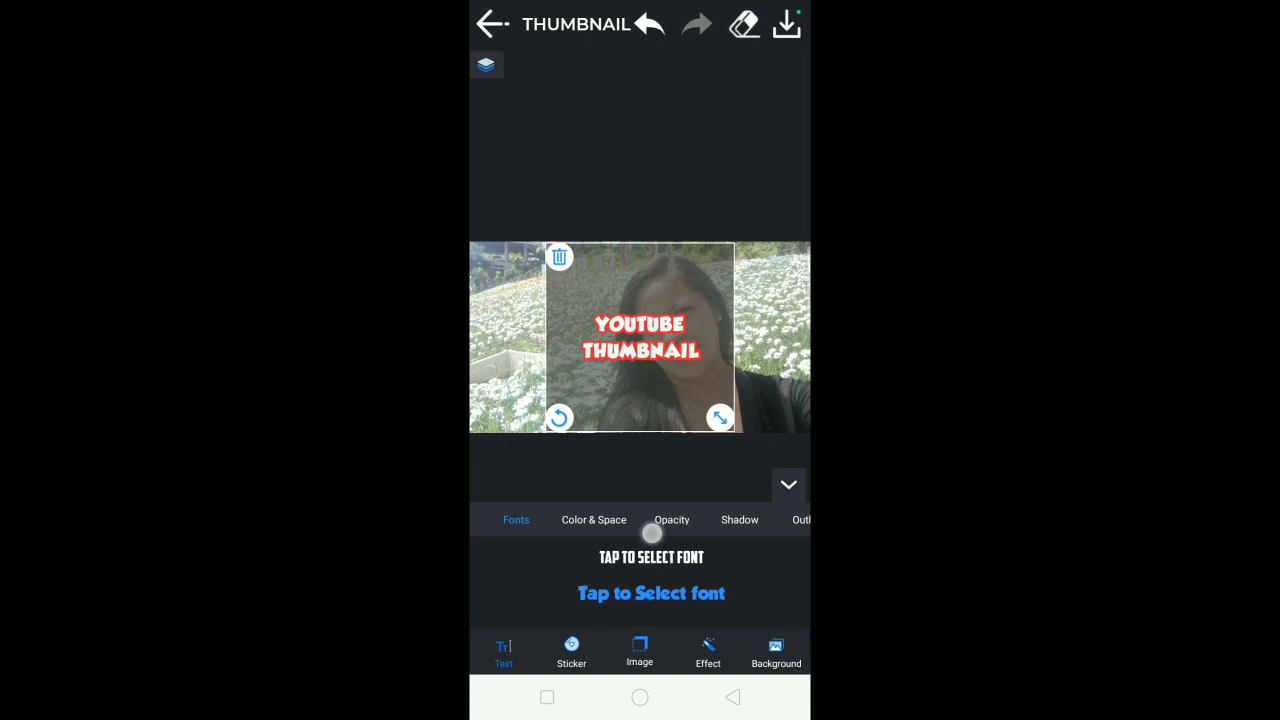 THUMBNAIL
YOUTUBE
THUMBNAIL
Fonts Color & Space Opacity Shadow Outl
TAP TO SELECT FONT
Tap to Select font
Text Sticker Image Effect Background